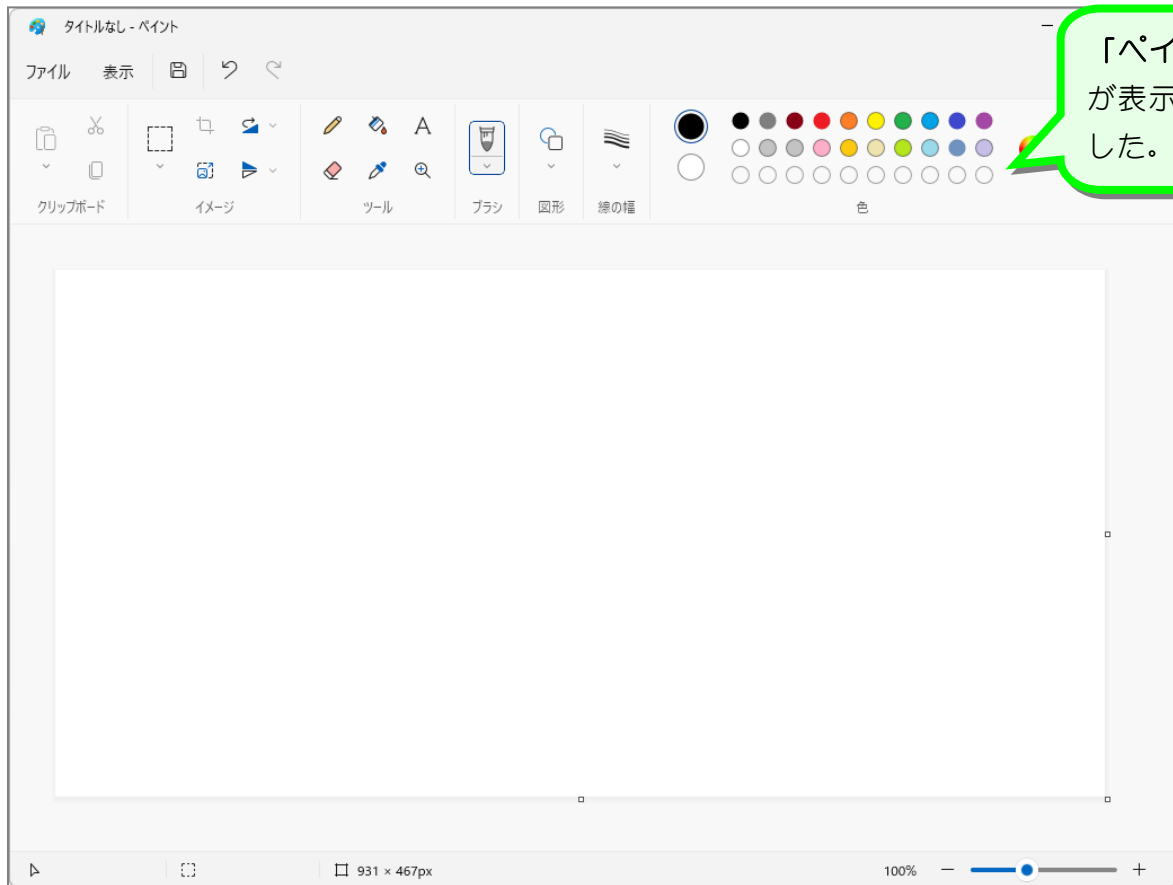 タイトルなし - ペイント
「ペイ
が表示
した。
ファイル 表示
A
クリップボード イメージ ツール ブラシ 図形 線の幅 色
931 × 467px 100%